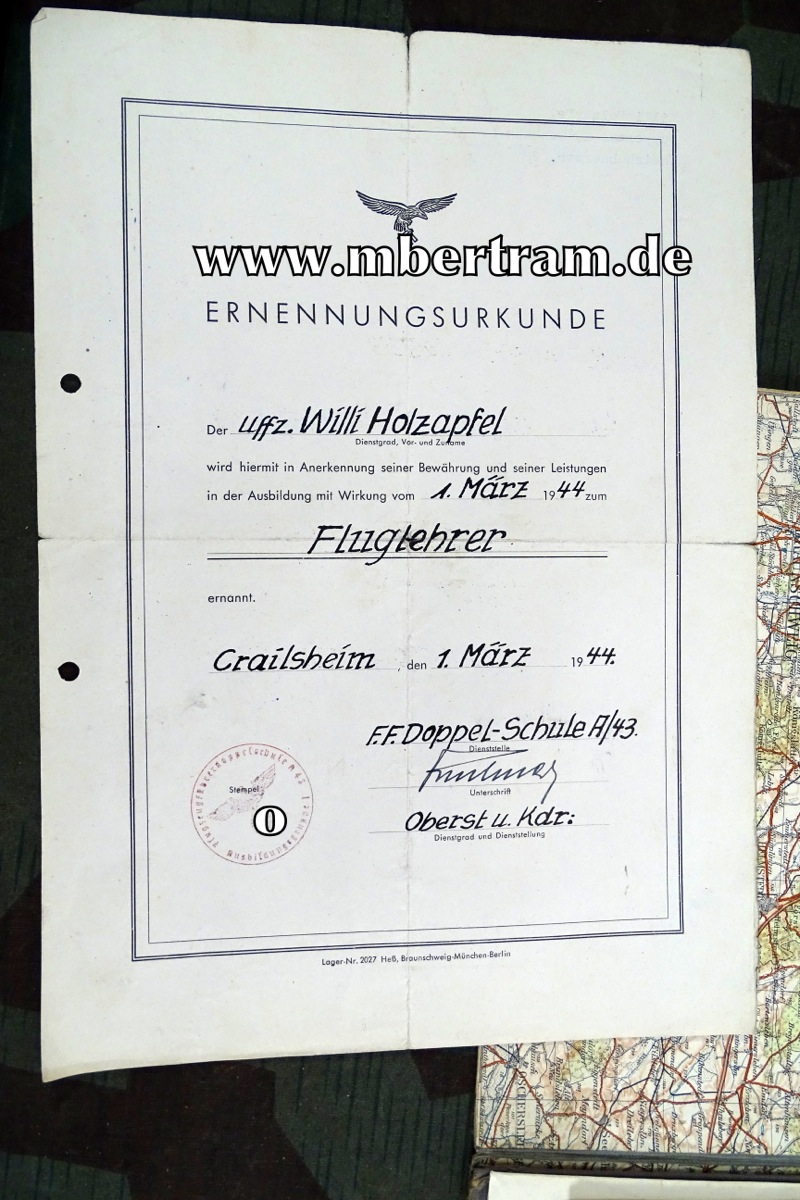 www.mbertram.de
ERNENNUNGSURKUNDE
Der Uffz. Willi Holzapfel
Dienstgrad, Vor- und Zuname
wird hiermit in Anerkennung seiner Bewährung und seiner Leistungen
in der Ausbildung mit Wirkung vom 1. März 1944 zum
Fluglehrer
ernannt.
Crailsheim, den 1. März 1944.
F.F. Doppel-Schule A/43.
Dienststelle
Unterschrift
Stempel
Oberst u. Kdr:
Dienstgrad und Dienststellung
Lager-Nr. 2027 Heß, Braunschweig-München-Berlin